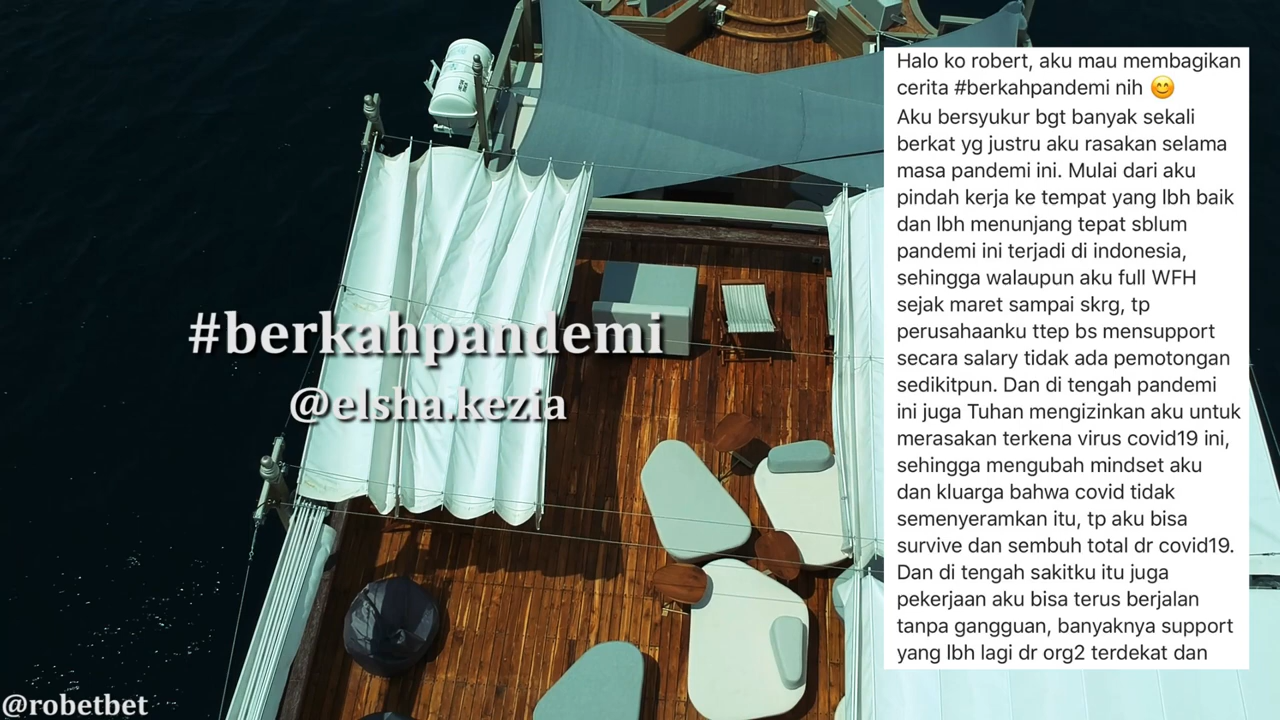 #berkahpandemi
@elsha.kezia
Halo ko robert, aku mau membagikan
cerita #berkahpandemi nih 😊
Aku bersyukur bgt banyak sekali
berkat yg justru aku rasakan selama
masa pandemi ini. Mulai dari aku
pindah kerja ke tempat yang lbh baik
dan lbh menunjang tepat sblum
pandemi ini terjadi di indonesia,
sehingga walaupun aku full WFH
sejak maret sampai skrg, tp
perusahaanku ttep bs mensupport
secara salary tidak ada pemotongan
sedikitpun. Dan di tengah pandemi
ini juga Tuhan mengizinkan aku untuk
merasakan terkena virus covid19 ini,
sehingga mengubah mindset aku
dan kluarga bahwa covid tidak
semenyeramkan itu, tp aku bisa
survive dan sembuh total dr covid19.
Dan di tengah sakitku itu juga
pekerjaan aku bisa terus berjalan
tanpa gangguan, banyaknya support
yang lbh lagi dr org2 terdekat dan
@robetbet